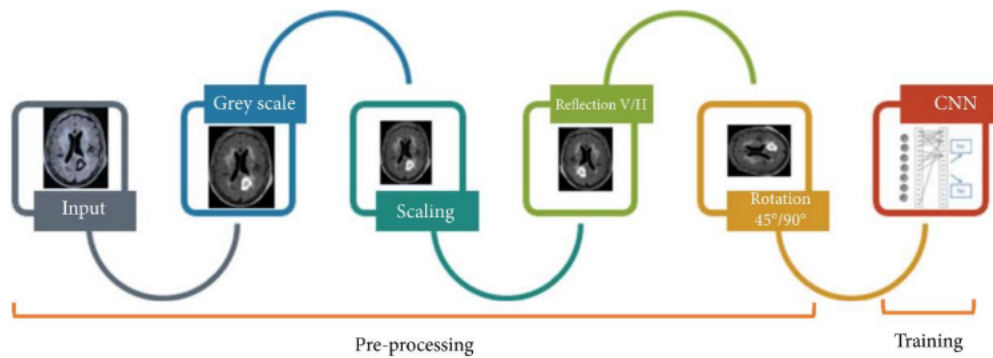 Input
Grey scale
Scaling
Reflection V/H
Rotation
45°/90°
CNN
Pre-processing
Training